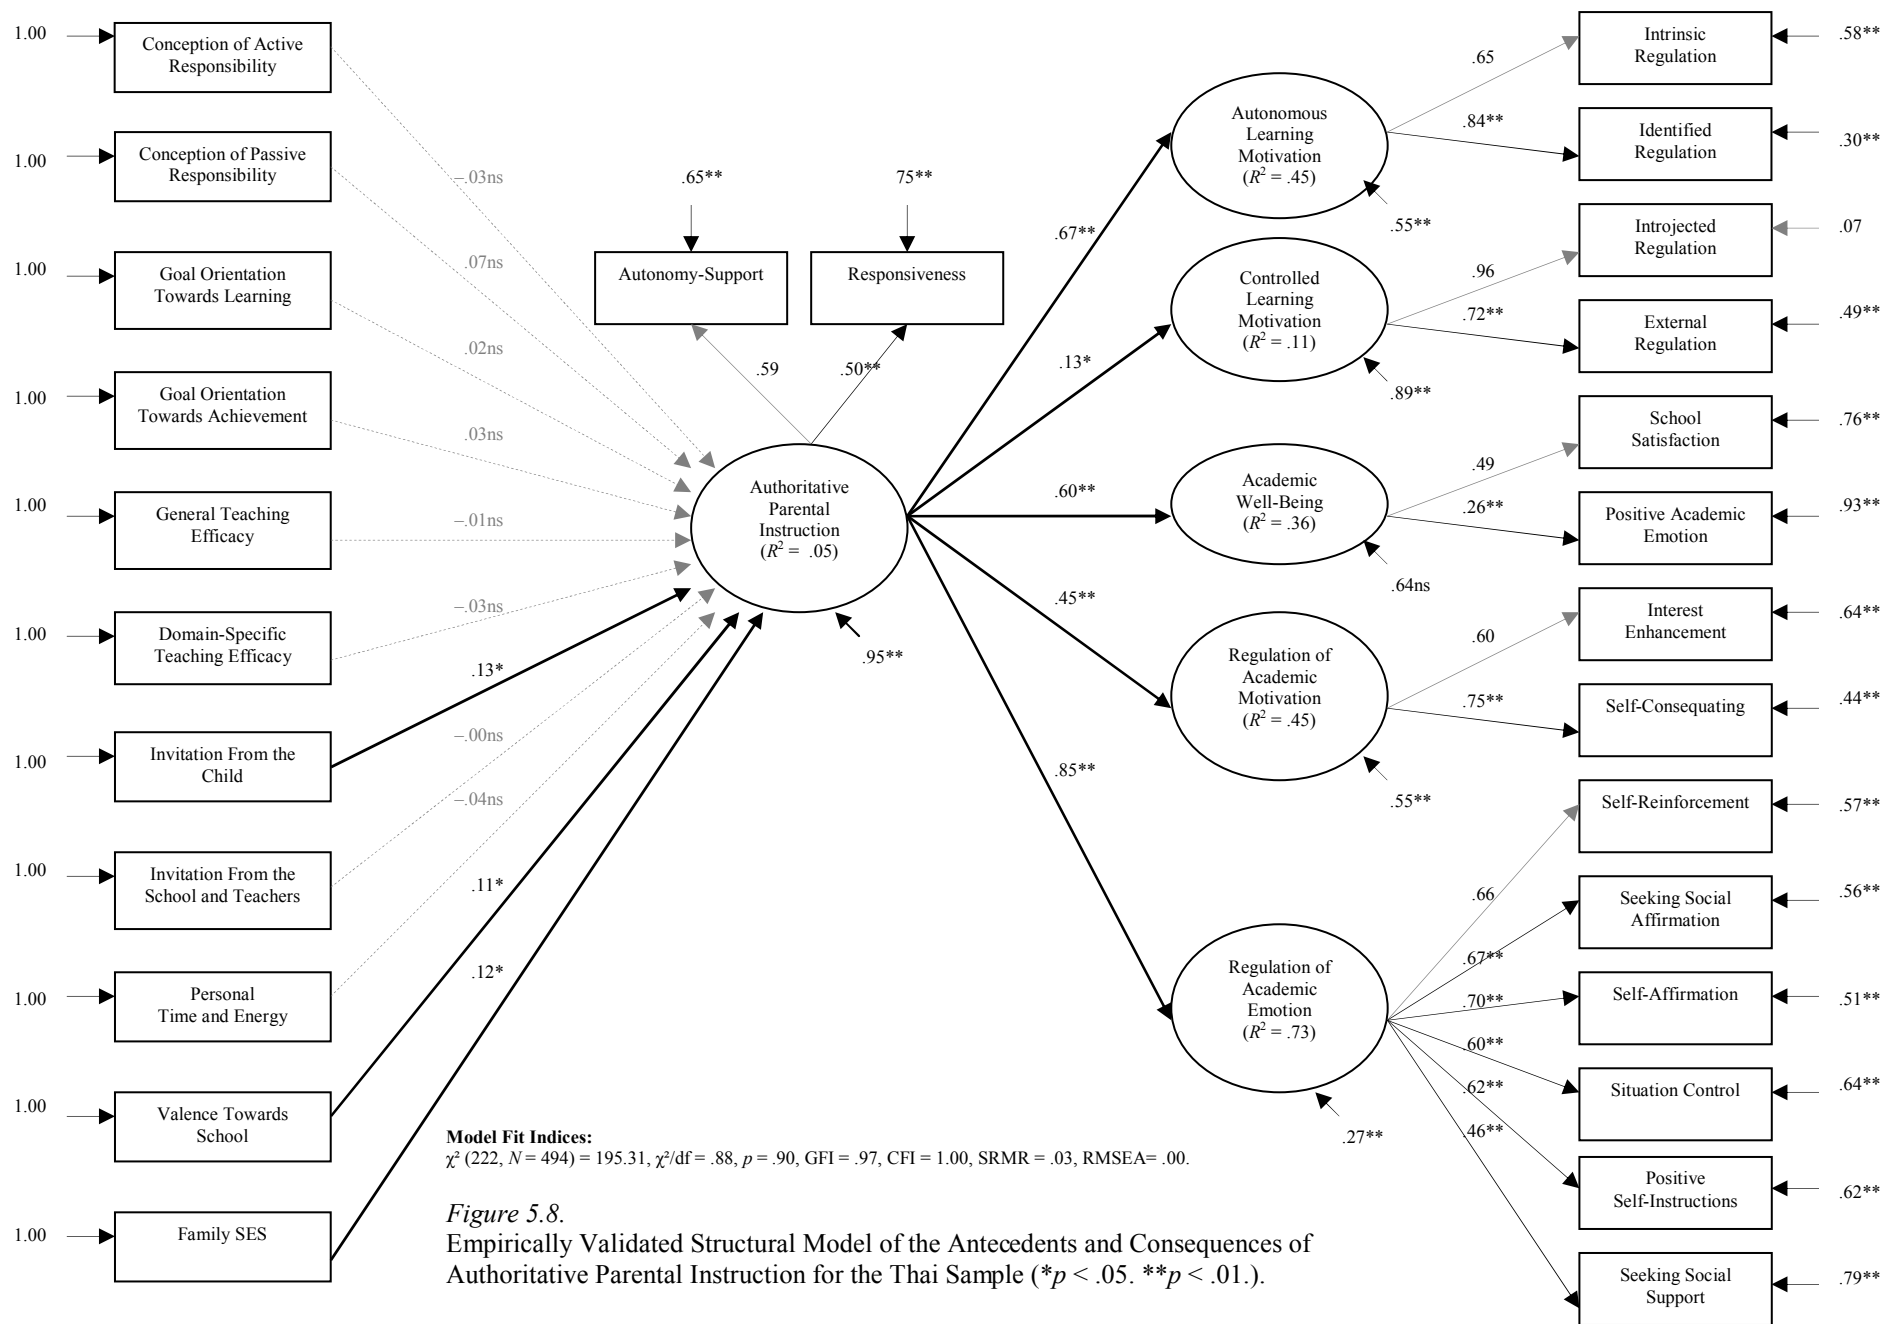 1.00
Conception of Active
Responsibility
1.00
Conception of Passive
Responsibility
1.00
Goal Orientation
Towards Learning
1.00
Goal Orientation
Towards Achievement
1.00
General Teaching
Efficacy
1.00
Domain-Specific
Teaching Efficacy
1.00
Invitation From the
Child
1.00
Invitation From the
School and Teachers
1.00
Personal
Time and Energy
1.00
Valence Towards
School
1.00
Family SES
–.03ns
.07ns
.02ns
.03ns
–.01ns
–.03ns
.13*
–.00ns
–.04ns
.11*
.12*
.65**
75**
Autonomy-Support
Responsiveness
.59
.50**
Authoritative
Parental
Instruction
(R² = .05)
.95**
.67**
.13*
.60**
.45**
.85**
Autonomous
Learning
Motivation
(R² = .45)
.55**
Controlled
Learning
Motivation
(R² = .11)
.89**
Academic
Well-Being
(R² = .36)
.64ns
Regulation of
Academic
Motivation
(R² = .45)
.55**
Regulation of
Academic
Emotion
(R² = .73)
.27**
.65
.84**
.96
.72**
.49
.26**
.60
.75**
.66
.67**
.70**
.60**
.62**
.46**
Intrinsic
Regulation
.58**
Identified
Regulation
.30**
Introjected
Regulation
.07
External
Regulation
.49**
School
Satisfaction
.76**
Positive Academic
Emotion
.93**
Interest
Enhancement
.64**
Self-Consequating
.44**
Self-Reinforcement
.57**
Seeking Social
Affirmation
.56**
Self-Affirmation
.51**
Situation Control
.64**
Positive
Self-Instructions
.62**
Seeking Social
Support
.79**
Model Fit Indices:
χ² (222, N = 494) = 195.31, χ²/df = .88, p = .90, GFI = .97, CFI = 1.00, SRMR = .03, RMSEA= .00.
Figure 5.8.
Empirically Validated Structural Model of the Antecedents and Consequences of
Authoritative Parental Instruction for the Thai Sample (*p < .05. **p < .01.).